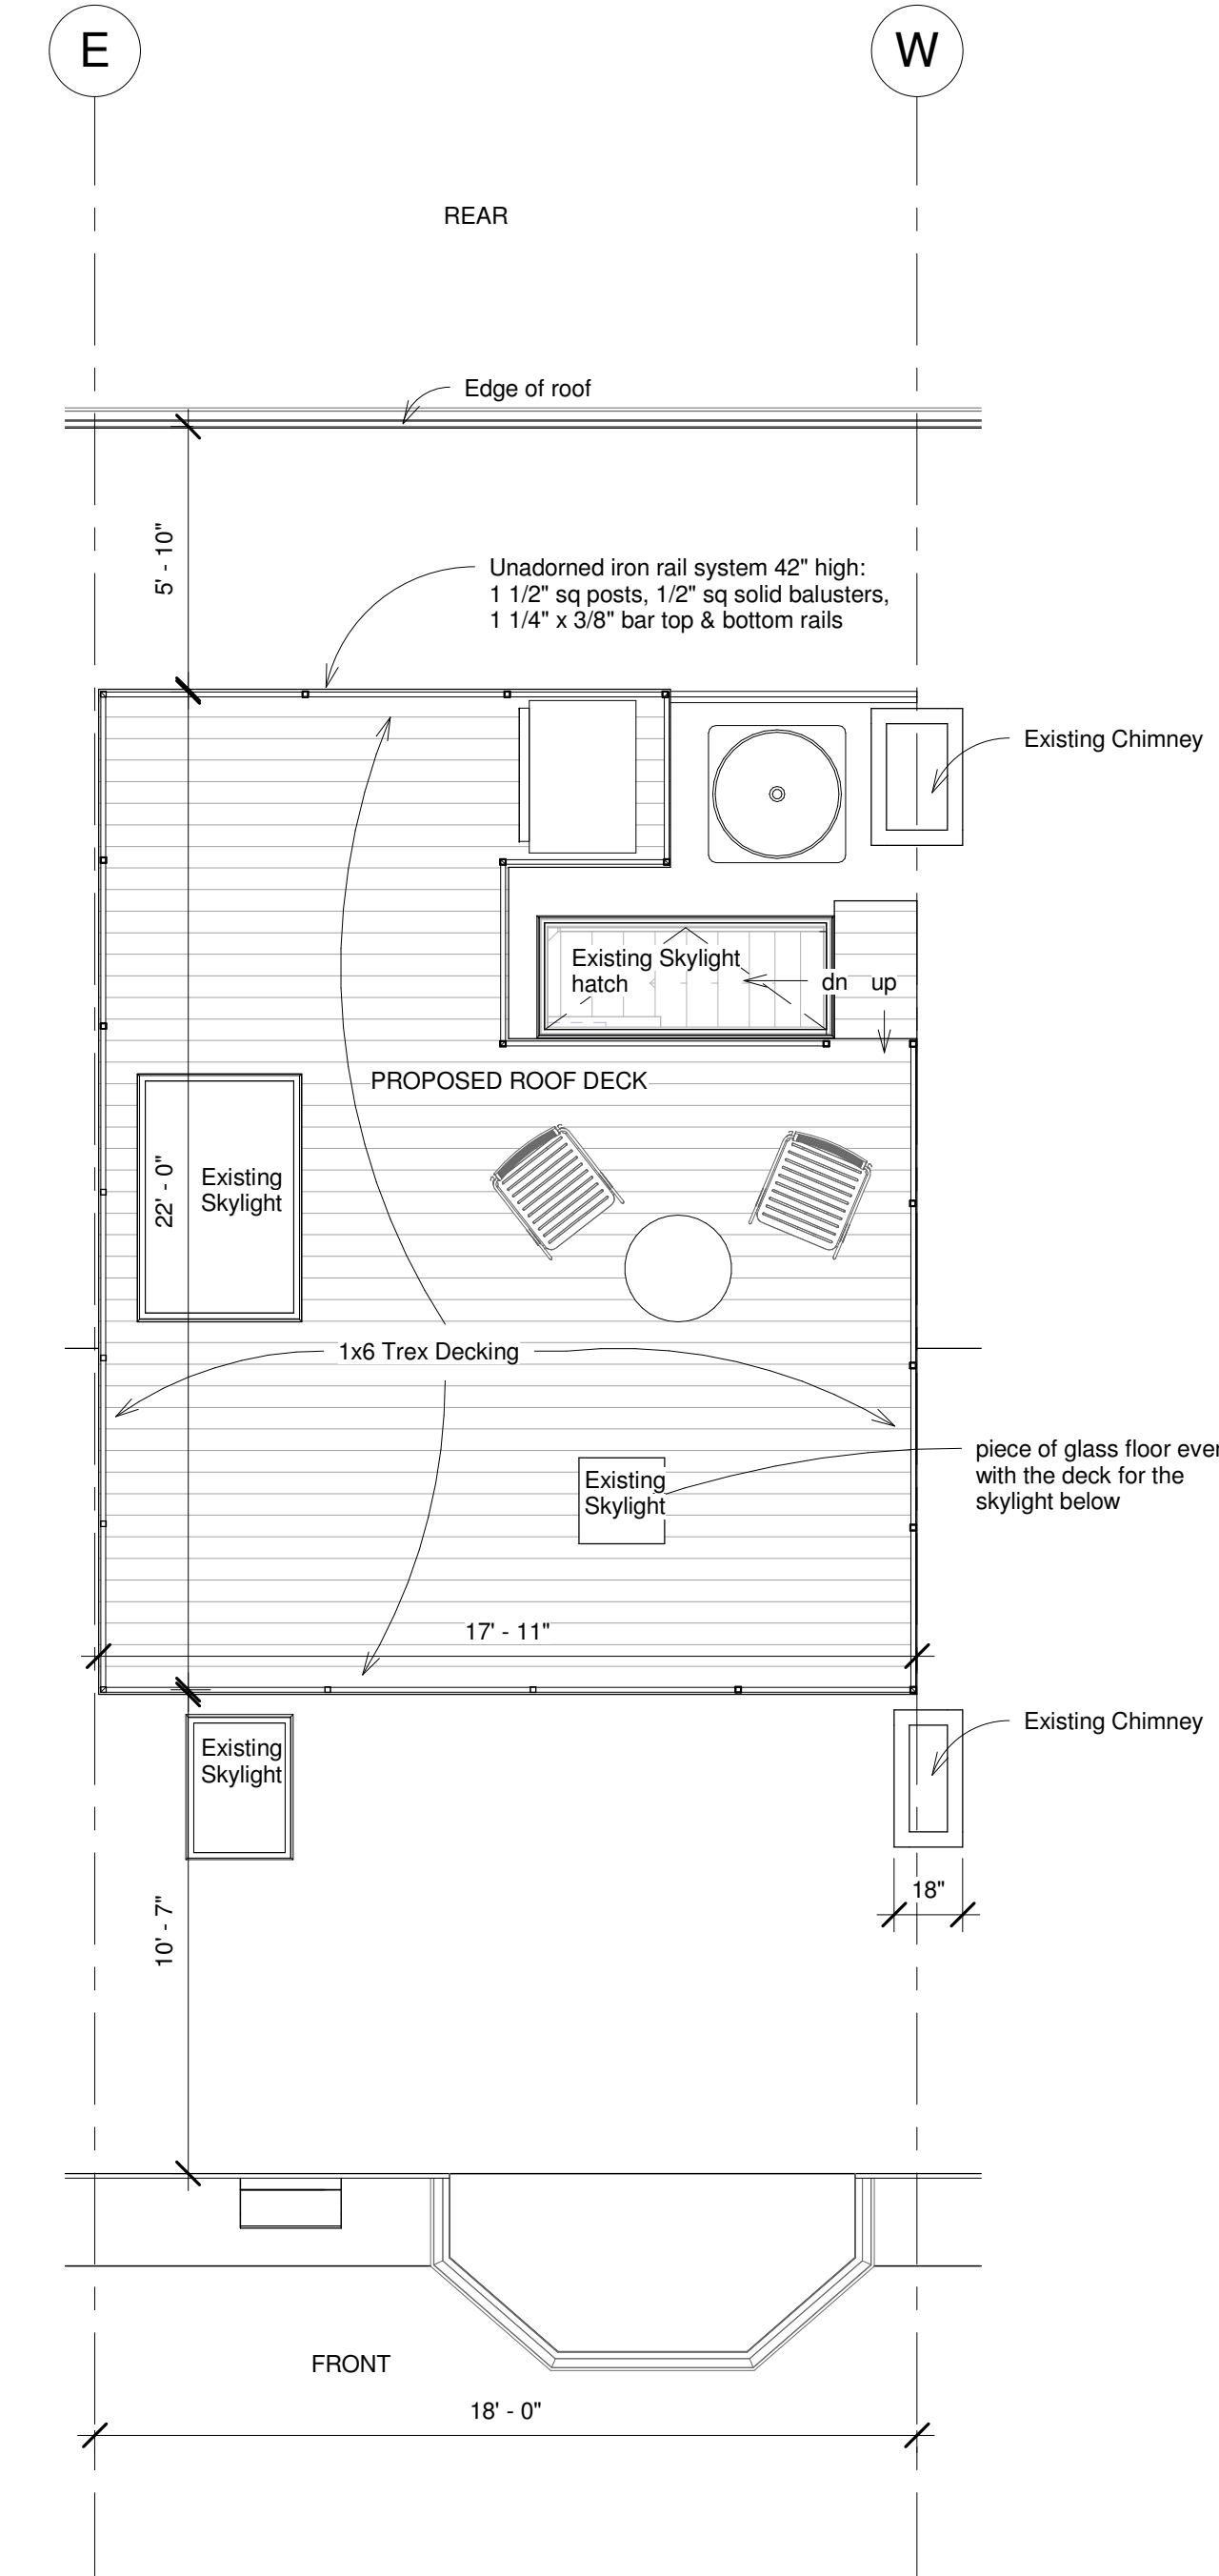 E
W
REAR
Edge of roof
5' - 10"
Unadorned iron rail system 42" high:
1 1/2" sq posts, 1/2" sq solid balusters,
1 1/4" x 3/8" bar top & bottom rails
Existing Chimney
Existing Skylight
hatch
dn
up
PROPOSED ROOF DECK
22' - 0"
Existing
Skylight
1x6 Trex Decking
piece of glass floor
with the deck for the
skylight below
Existing
Skylight
17' - 11"
Existing
Skylight
Existing Chimney
18"
10' - 7"
FRONT
18' - 0"